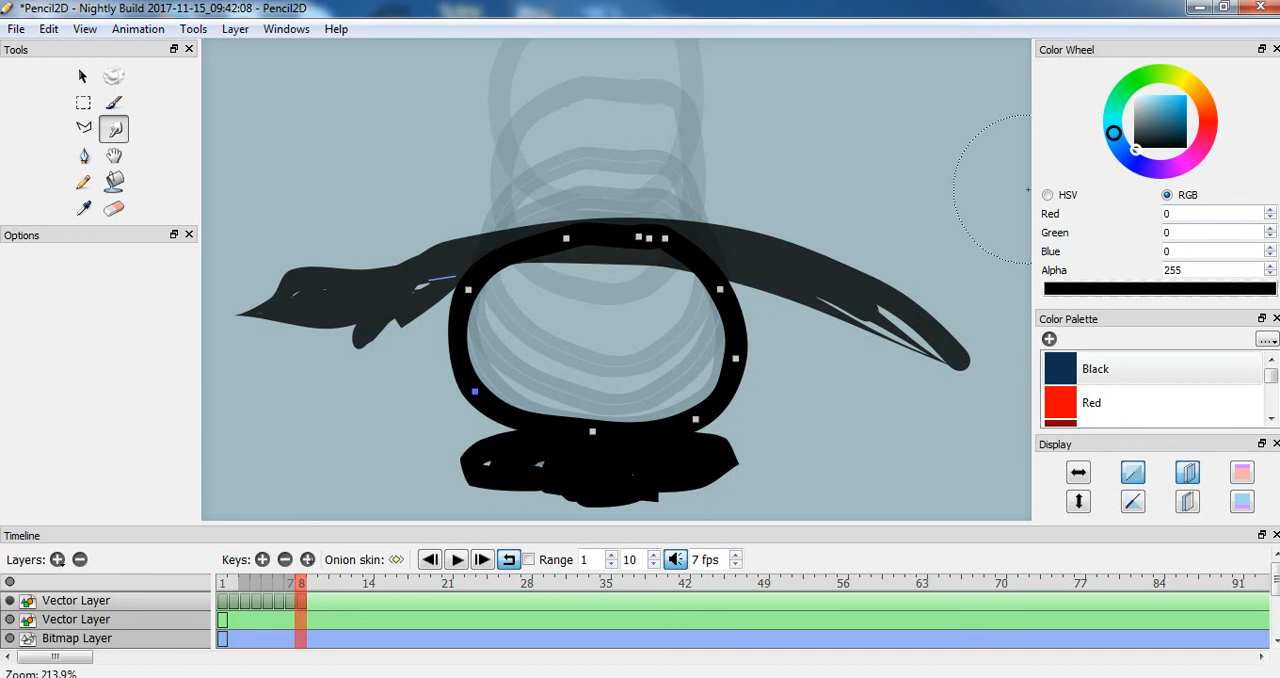 *Pencil2D - Nightly Build 2017-11-15_09:42:08 - Pencil2D
File Edit View Animation Tools Layer Windows Help
Tools
Color Wheel
HSV RGB
Red 0
Green 0
Blue 0
Alpha 255
Options
Color Palette
Black
Red
Display
Timeline
Layers: Keys: Onion skin: Range 1 10 7 fps
1 7 8 14 21 28 35 42 49 56 63 70 77 84 91
Vector Layer
Vector Layer
Bitmap Layer
Zoom: 213.9%